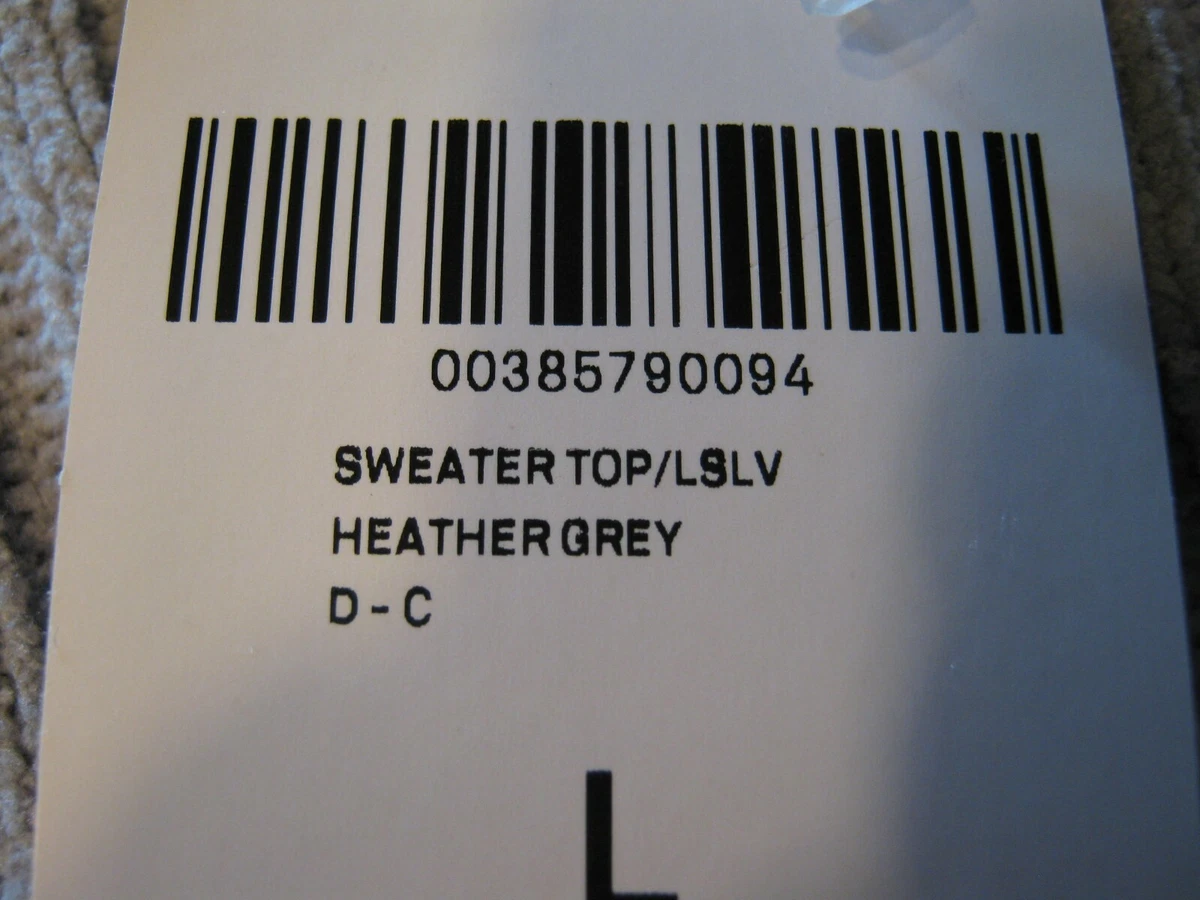 00385790094
SWEATER TOP/LSLV
HEATHER GREY
D - C
L